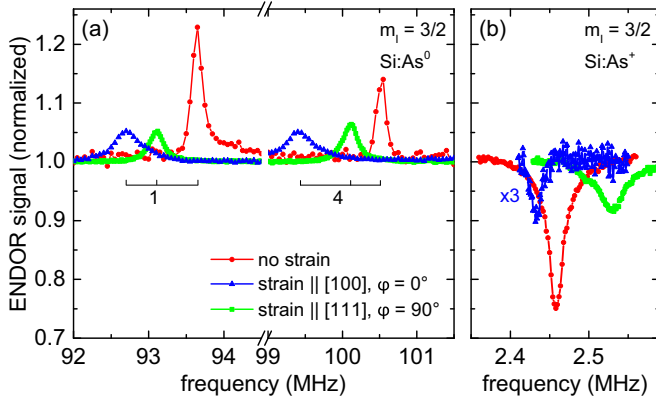 (a)
m_I = 3/2
Si:As^0
(b)
m_I = 3/2
Si:As^+
ENDOR signal (normalized)
1.2
1.1
1.0
0.9
0.8
0.7
1
4
x3
no strain
strain || [100], φ = 0°
strain || [111], φ = 90°
92 93 94 99 100 101
2.4 2.5
frequency (MHz)
f (MHz)